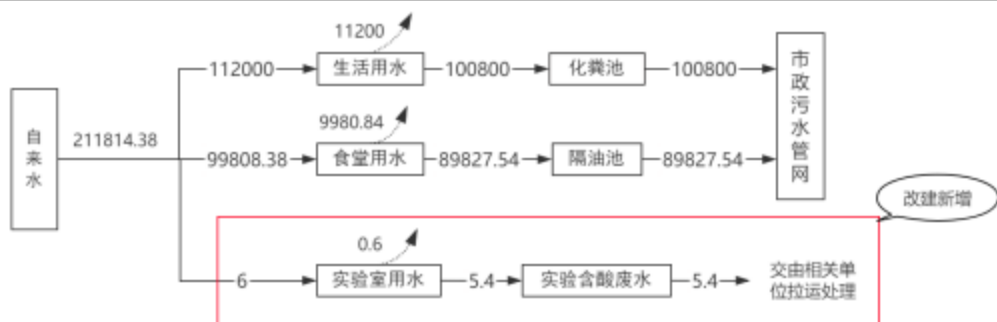 自来水
211814.38
112000
11200
生活用水
100800
化粪池
100800
99808.38
9980.84
食堂用水
89827.54
隔油池
89827.54
市政污水管网
改建新增
6
0.6
实验室用水
5.4
实验含酸废水
5.4
交由相关单
位拉运处理